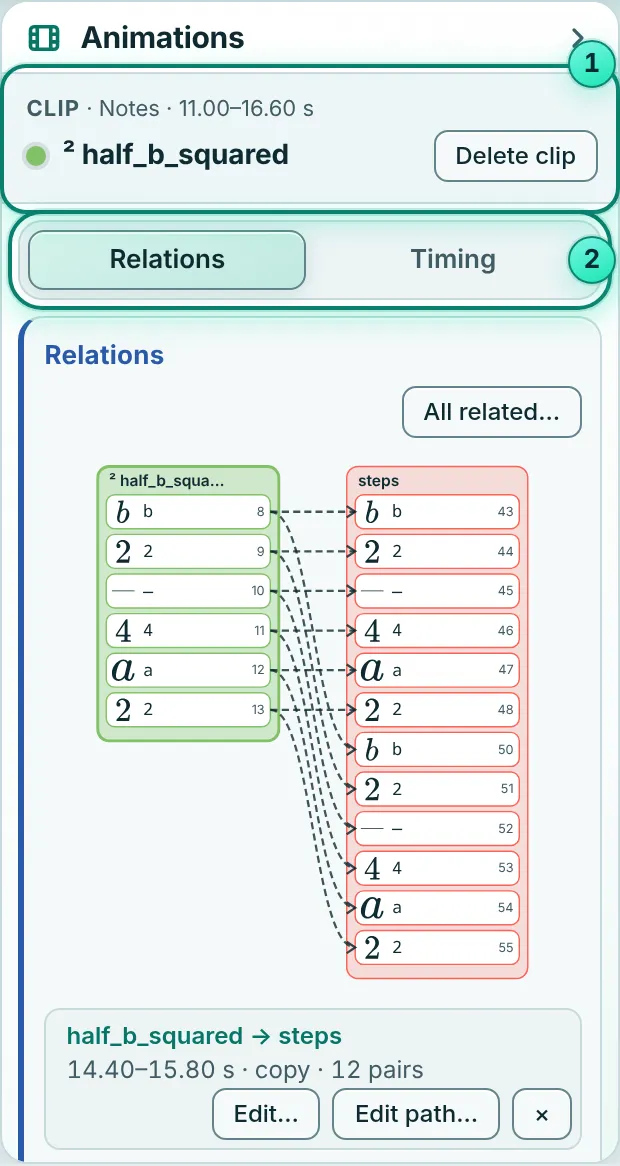 Animations
1
CLIP · Notes · 11.00–16.60 s
² half_b_squared
Delete clip
Relations
Timing
2
Relations
All related...
² half_b_squa...
steps
b b 8
b b 43
2 2 9
2 2 44
— – 10
— – 45
4 4 11
4 4 46
a a 12
a a 47
2 2 13
2 2 48
b b 50
2 2 51
— – 52
4 4 53
a a 54
2 2 55
half_b_squared → steps
14.40–15.80 s · copy · 12 pairs
Edit...
Edit path...
×